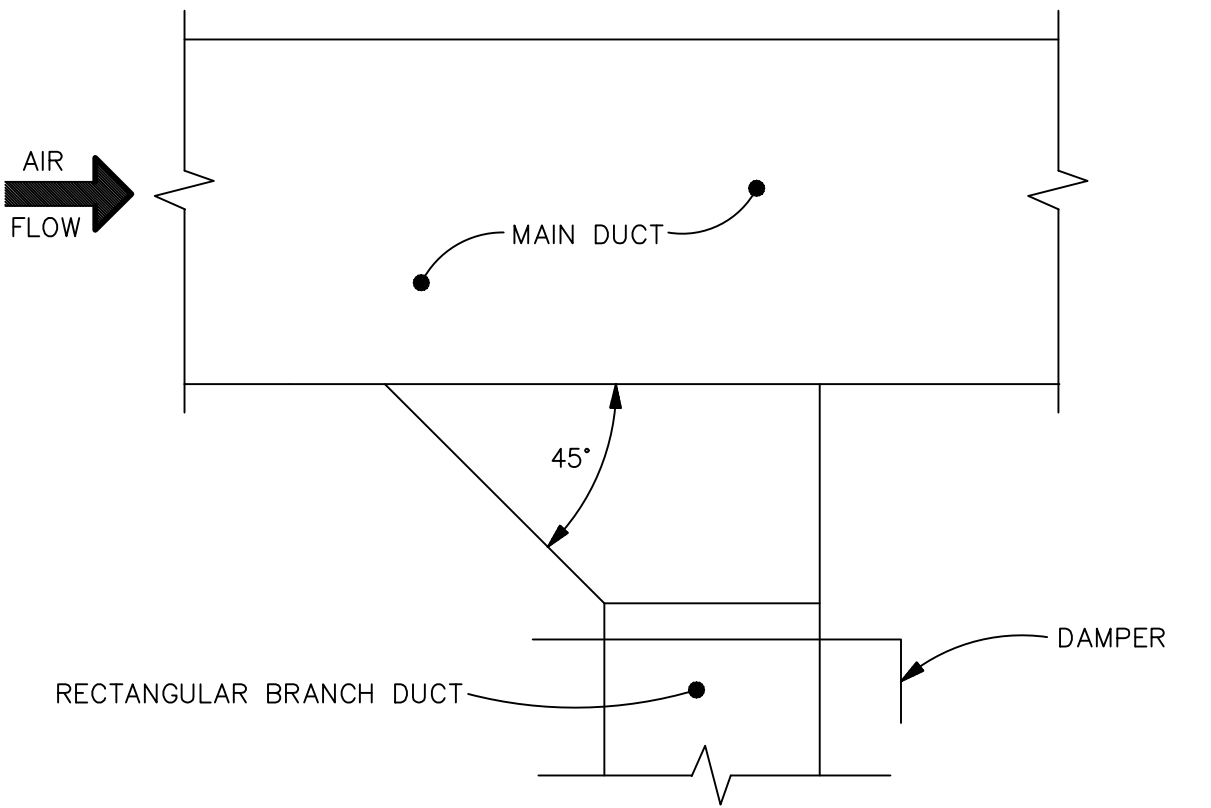 AIR
FLOW
MAIN DUCT
45°
DAMPER
RECTANGULAR BRANCH DUCT